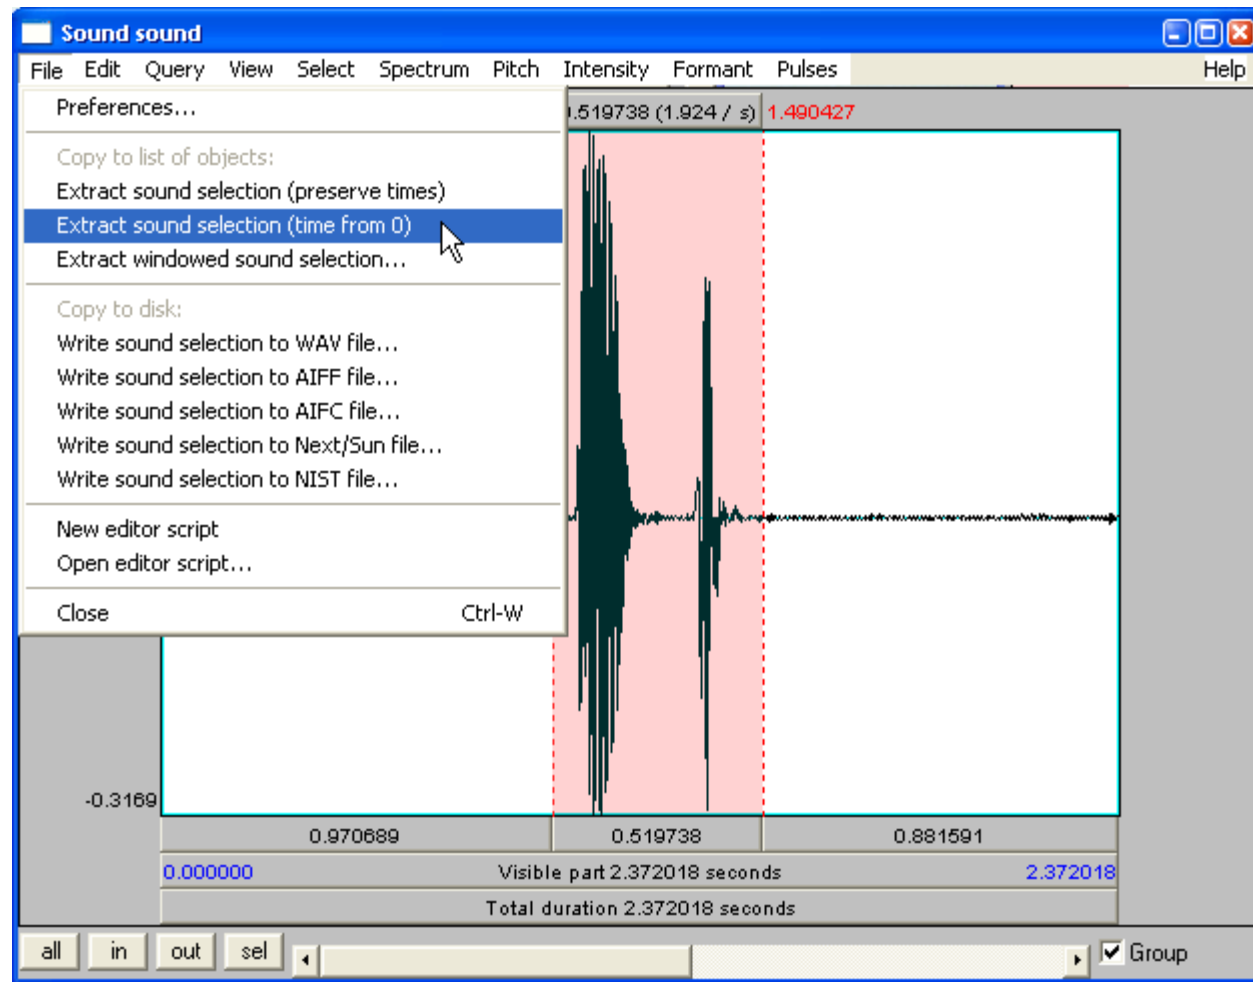 Sound sound
File Edit Query View Select Spectrum Pitch Intensity Formant Pulses Help
Preferences...
0.519738 (1.924 / s) 1.490427
Copy to list of objects:
Extract sound selection (preserve times)
Extract sound selection (time from 0)
Extract windowed sound selection...
Copy to disk:
Write sound selection to WAV file...
Write sound selection to AIFF file...
Write sound selection to AIFC file...
Write sound selection to Next/Sun file...
Write sound selection to NIST file...
New editor script
Open editor script...
Close Ctrl-W
-0.3169
0.970689 0.519738 0.881591
0.000000 Visible part 2.372018 seconds 2.372018
Total duration 2.372018 seconds
all in out sel Group